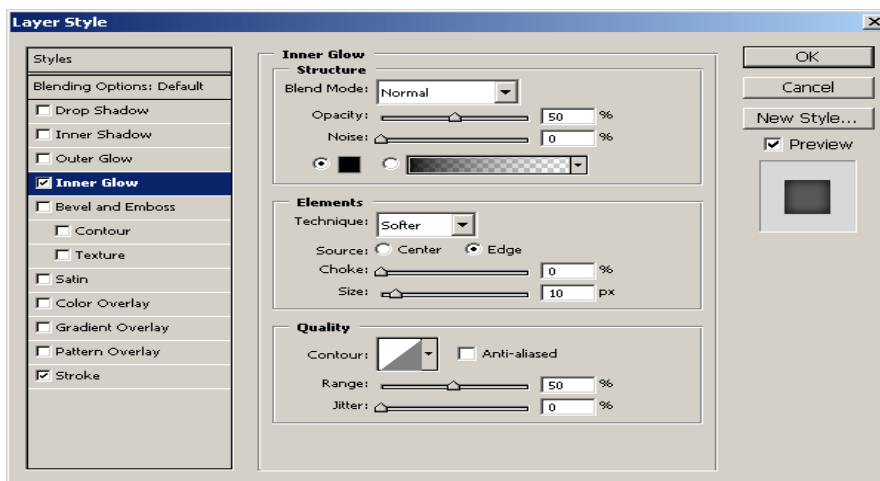 Layer Style
Styles
Blending Options: Default
Drop Shadow
Inner Shadow
Outer Glow
Inner Glow
Bevel and Emboss
Contour
Texture
Satin
Color Overlay
Gradient Overlay
Pattern Overlay
Stroke
Inner Glow
Structure
Blend Mode: Normal
Opacity: 50 %
Noise: 0 %
Elements
Technique: Softer
Source: Center Edge
Choke: 0 %
Size: 10 px
Quality
Contour: Anti-aliased
Range: 50 %
Jitter: 0 %
OK
Cancel
New Style...
Preview